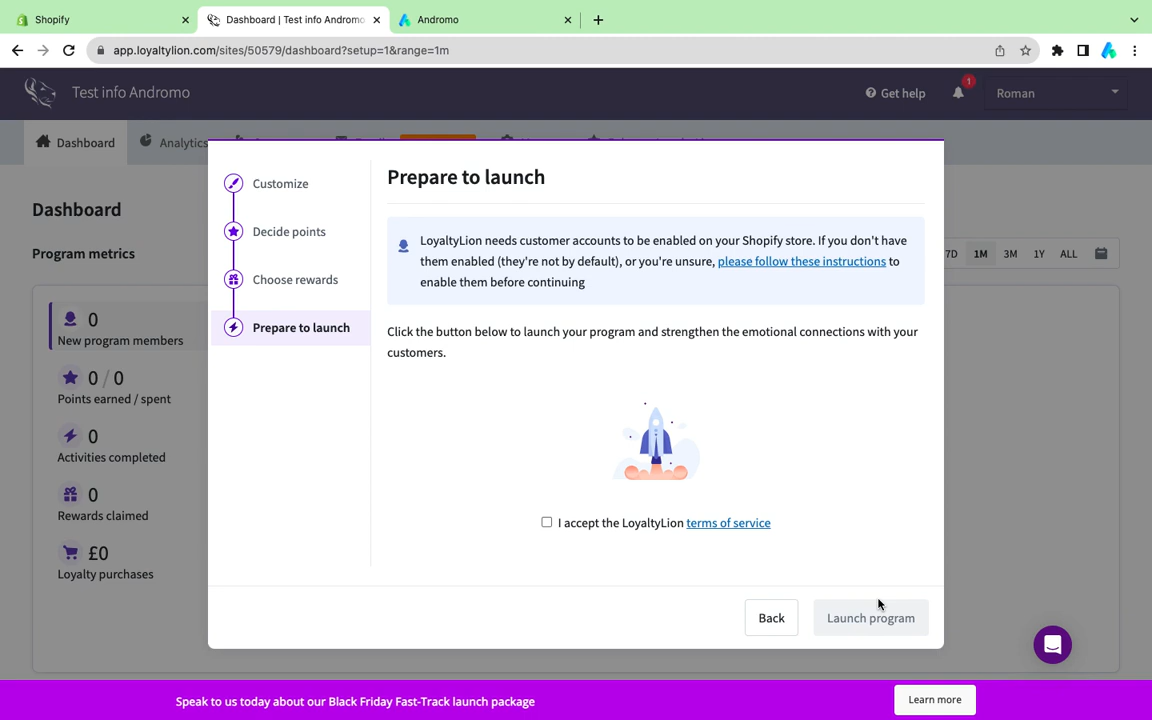 Shopify
Dashboard | Test info Andromo
Andromo
app.loyaltylion.com/sites/50579/dashboard?setup=1&range=1m
Test info Andromo
Get help
1
Roman
Dashboard
Analytics
Customize
Decide points
Choose rewards
Prepare to launch
Prepare to launch
LoyaltyLion needs customer accounts to be enabled on your Shopify store. If you don't have
them enabled (they're not by default), or you're unsure, please follow these instructions to
enable them before continuing
Click the button below to launch your program and strengthen the emotional connections with your
customers.
I accept the LoyaltyLion terms of service
Back
Launch program
Dashboard
Program metrics
7D 1M 3M 1Y ALL
0
New program members
0 / 0
Points earned / spent
0
Activities completed
0
Rewards claimed
£0
Loyalty purchases
Speak to us today about our Black Friday Fast-Track launch package
Learn more